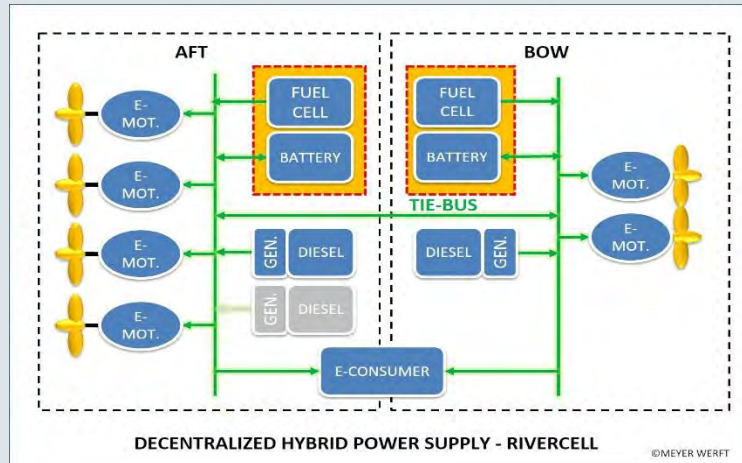 AFT
BOW
E-
MOT.
E-
MOT.
E-
MOT.
E-
MOT.
FUEL
CELL
BATTERY
FUEL
CELL
BATTERY
TIE-BUS
GEN.
DIESEL
GEN.
DIESEL
DIESEL
GEN.
E-
MOT.
E-
MOT.
E-CONSUMER
DECENTRALIZED HYBRID POWER SUPPLY - RIVERCELL
©MEYER WERFT